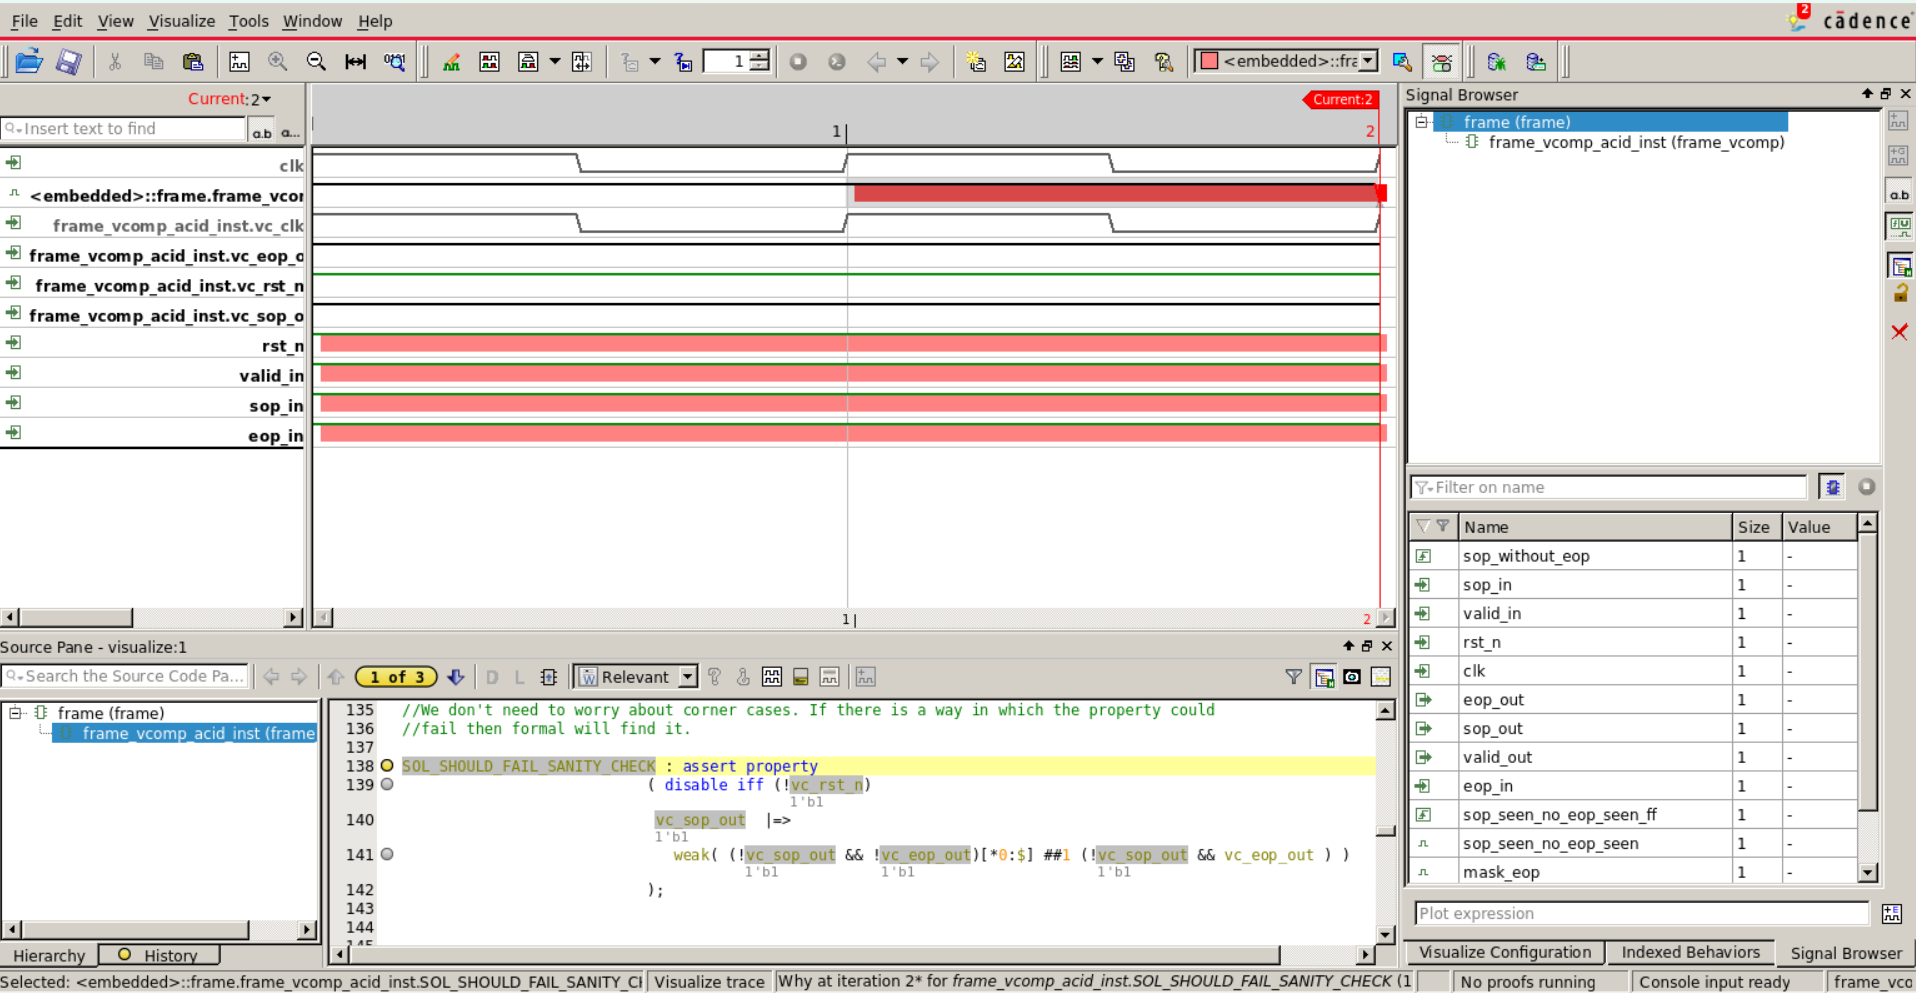 File Edit View Visualize Tools Window Help
2
cādence
1
<embedded>::fra
Current:2
Insert text to find
a.b a...
Current:2
1
2
clk
<embedded>::frame.frame_vcor
frame_vcomp_acid_inst.vc_clk
frame_vcomp_acid_inst.vc_eop_o
frame_vcomp_acid_inst.vc_rst_n
frame_vcomp_acid_inst.vc_sop_o
rst_n
valid_in
sop_in
eop_in
1
2
Signal Browser
frame (frame)
frame_vcomp_acid_inst (frame_vcomp)
a.b
Filter on name
Name Size Value
sop_without_eop 1 -
sop_in 1 -
valid_in 1 -
rst_n 1 -
clk 1 -
eop_out 1 -
sop_out 1 -
valid_out 1 -
eop_in 1 -
sop_seen_no_eop_seen_ff 1 -
sop_seen_no_eop_seen 1 -
mask_eop 1 -
Plot expression
Visualize Configuration Indexed Behaviors Signal Browser
Source Pane - visualize:1
Search the Source Code Pa...
1 of 3
D L
Relevant
frame (frame)
frame_vcomp_acid_inst (frame
Hierarchy History
135 //We don't need to worry about corner cases. If there is a way in which the property could
136 //fail then formal will find it.
137
138 SOL_SHOULD_FAIL_SANITY_CHECK : assert property
139 ( disable iff (!vc_rst_n)
1'b1
140 vc_sop_out |=>
1'b1
141 weak( (!vc_sop_out && !vc_eop_out)[*0:$] ##1 (!vc_sop_out && vc_eop_out ) )
1'b1 1'b1 1'b1
142 );
143
144
145
Selected: <embedded>::frame.frame_vcomp_acid_inst.SOL_SHOULD_FAIL_SANITY_CH Visualize trace Why at iteration 2* for frame_vcomp_acid_inst.SOL_SHOULD_FAIL_SANITY_CHECK (1 No proofs running Console input ready frame_vco